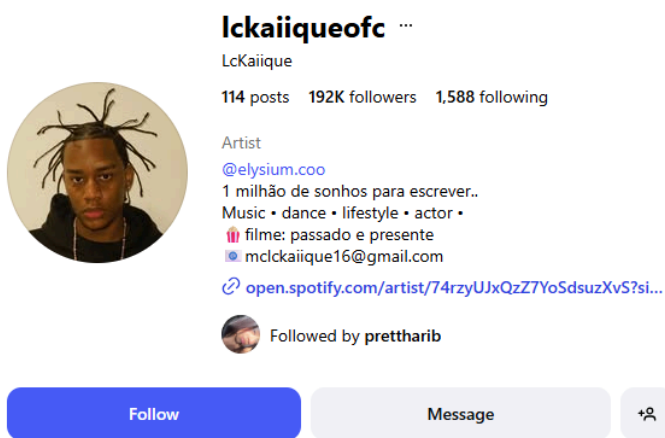 lckaiiqueofc ...
LcKaiique
114 posts 192K followers 1,588 following
Artist
@elysium.coo
1 milhão de sonhos para escrever..
Music • dance • lifestyle • actor •
🍿 filme: passado e presente
📧 mclckaiique16@gmail.com
open.spotify.com/artist/74rzyUJxQzZ7YoSdsuzXvS?si...
Followed by prettharib
Follow
Message